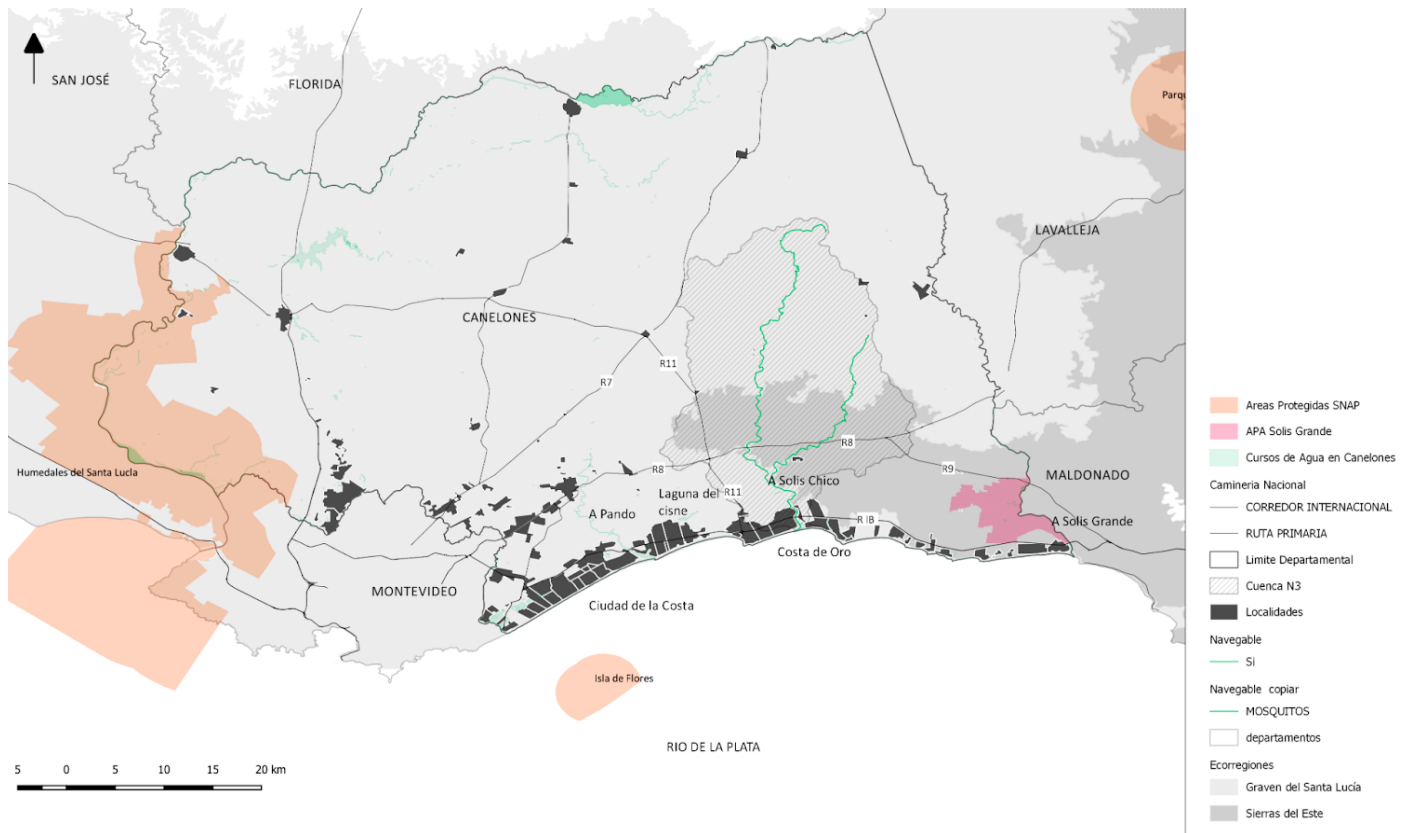 SAN JOSÉ
FLORIDA
Parqu
LAVALLEJA
CANELONES
R11
R7
R8
R9
MALDONADO
Humedales del Santa Lucla
R8
R11
A Solis Chico
Laguna del
cisne
A Pando
R IB
A Solis Grande
Costa de Oro
MONTEVIDEO
Ciudad de la Costa
Isla de Flores
RIO DE LA PLATA
5 0 5 10 15 20 km
Areas Protegidas SNAP
APA Solis Grande
Cursos de Agua en Canelones
Camineria Nacional
CORREDOR INTERNACIONAL
RUTA PRIMARIA
Limite Departamental
Cuenca N3
Localidades
Navegable
Si
Navegable copiar
MOSQUITOS
departamentos
Ecorregiones
Graven del Santa Lucía
Sierras del Este